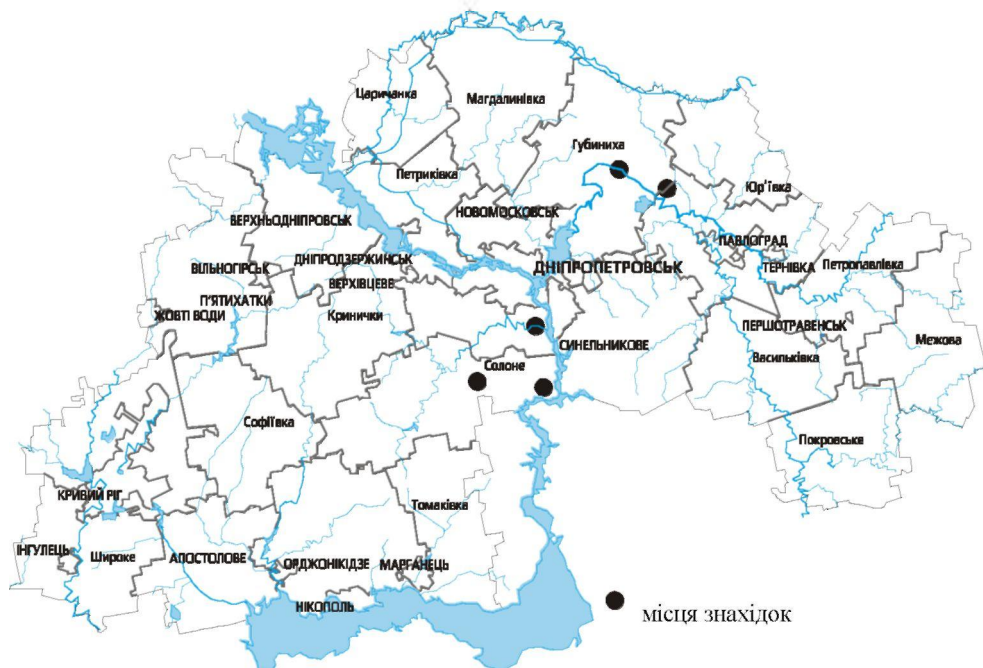 Царичанка
Магдалинівка
Губиниха
Петриківка
Юр'ївка
НОВОМОСКОВСЬК
ВЕРХНЬОДНІПРОВСЬК
ПАВЛОГРАД
ДНІПРОДЗЕРЖИНСЬК
ДНІПРОПЕТРОВСЬК
ТЕРНІВКА
Петропавлівка
ВІЛЬНОГІРСЬК
ВЕРХІВЦЕВЕ
П'ЯТИХАТКИ
ЖОВТІ ВОДИ
Кринички
ПЕРШОТРАВЕНСЬК
СИНЕЛЬНИКОВЕ
Межова
Васильківка
Солоне
Софіївка
Покровське
КРИВИЙ РІГ
Томаківка
ІНГУЛЕЦЬ
Широке
АПОСТОЛОВЕ
ОРДЖОНІКІДЗЕ
МАРГАНЕЦЬ
НІКОПОЛЬ
місця знахідок